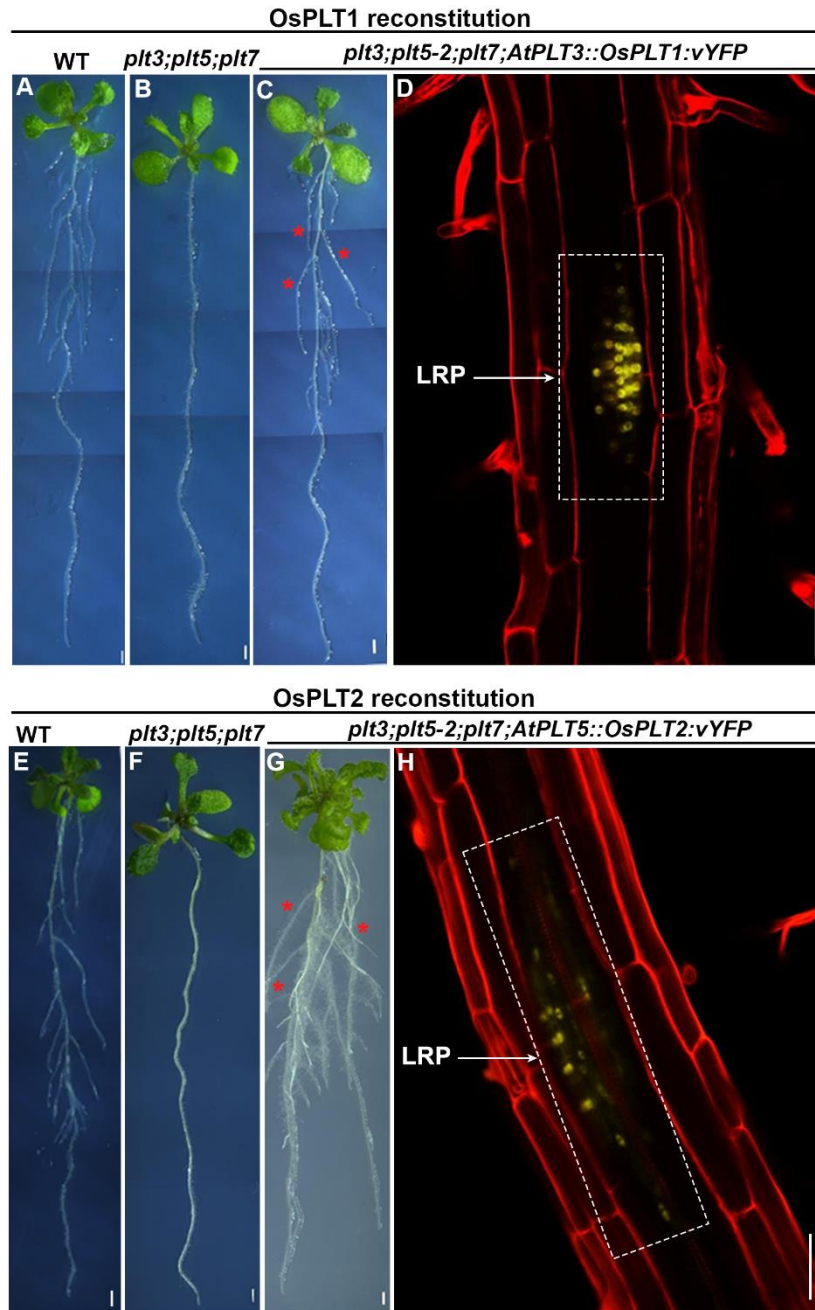 OsPLT1 reconstitution
WT plt3;plt5;plt7 plt3;plt5-2;plt7;AtPLT3::OsPLT1:vYFP
A B C D
* * *
LRP
OsPLT2 reconstitution
WT plt3;plt5;plt7 plt3;plt5-2;plt7;AtPLT5::OsPLT2:vYFP
E F G H
* * *
LRP